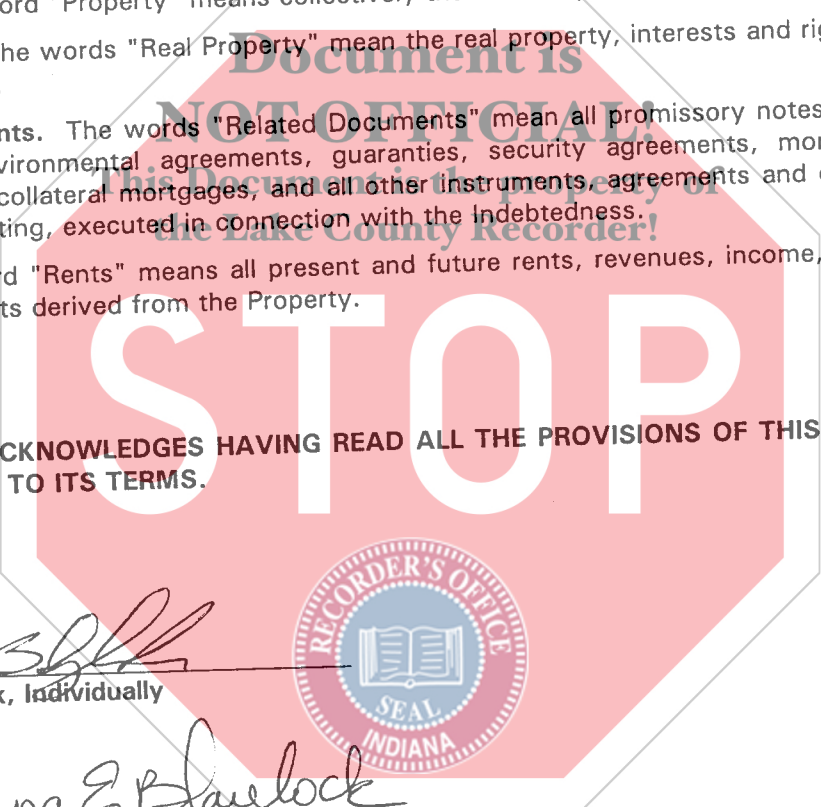 ord "Property" means collectively
Document is
he words "Real Property" mean the real property, interests and rig
NOT OFFICIAL!
nts. The words "Related Documents" mean all promissory notes
vironmental agreements, guaranties, security agreements, mor
This Document is the property of
collateral mortgages, and all other instruments, agreements and
ting, executed in connection with the Indebtedness.
the Lake County Recorder!
rd "Rents" means all present and future rents, revenues, income,
ts derived from the Property.
STOP
CKNOWLEDGES HAVING READ ALL THE PROVISIONS OF THIS
TO ITS TERMS.
RECORDER'S OFFICE
SEAL
INDIANA
x, Individually
E Blaylock